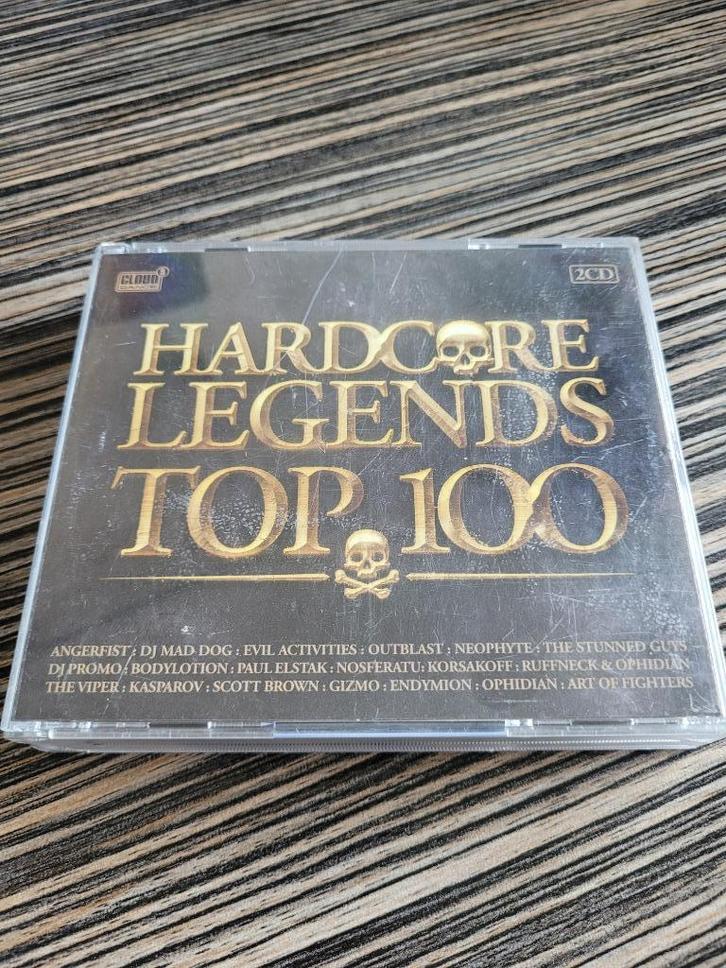 CLOUD 9
DANCE
2CD
HARDCORE
LEGENDS
TOP 100
ANGERFIST : DJ MAD DOG : EVIL ACTIVITIES : OUTBLAST : NEOPHYTE : THE STUNNED GUYS
DJ PROMO : BODYLOTION : PAUL ELSTAK : NOSFERATU : KORSAKOFF : RUFFNECK & OPHIDIAN
THE VIPER : KASPAROV : SCOTT BROWN : GIZMO : ENDYMION : OPHIDIAN : ART OF FIGHTERS